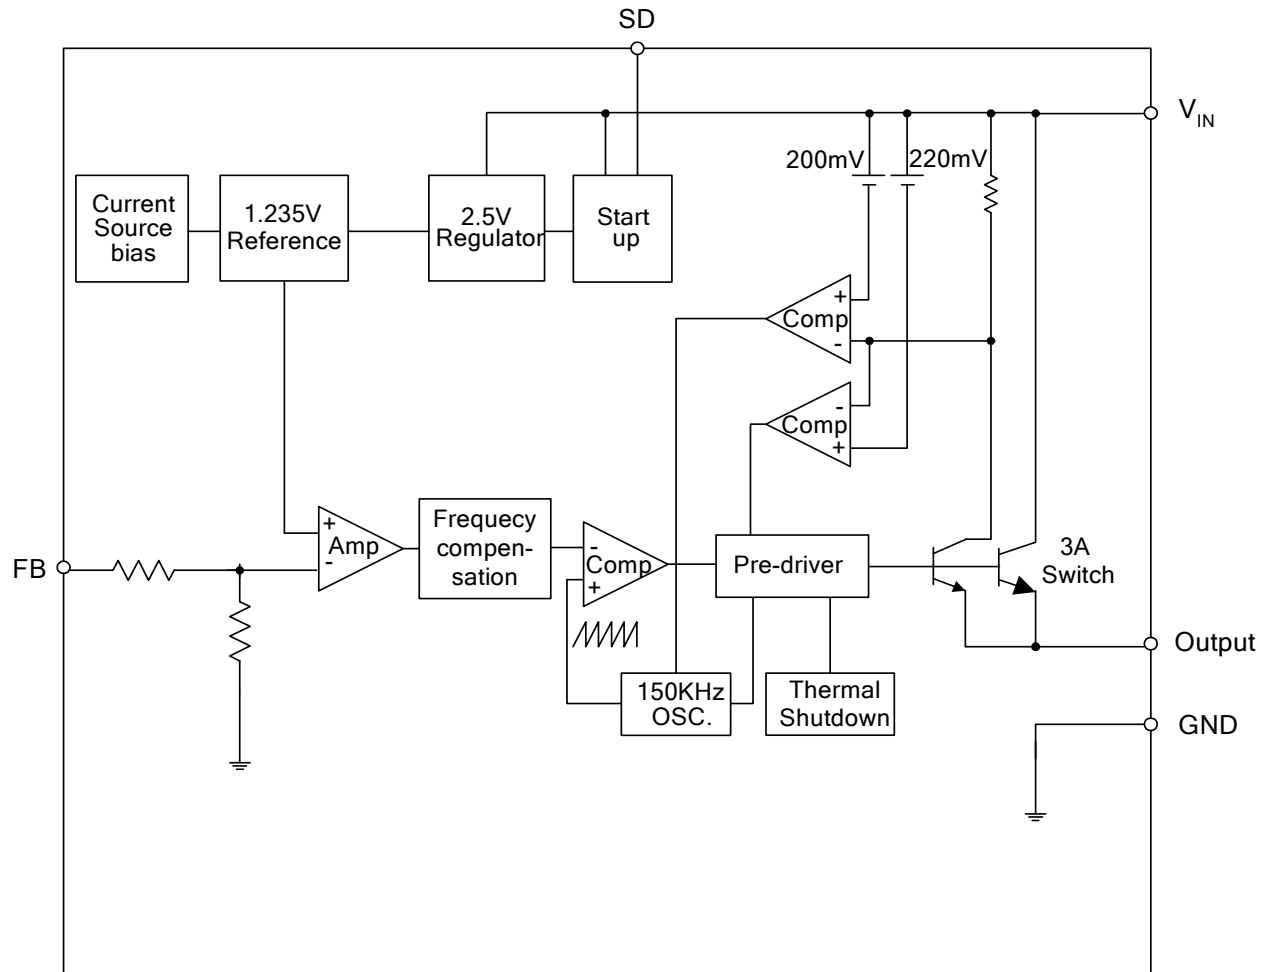 SD
V_IN
200mV
220mV
Current
Source
bias
1.235V
Reference
2.5V
Regulator
Start
up
+
Comp
-
-
Comp
+
+
Amp
-
Frequecy
compen-
sation
-
Comp
+
Pre-driver
3A
Switch
FB
Output
150KHz
OSC.
Thermal
Shutdown
GND